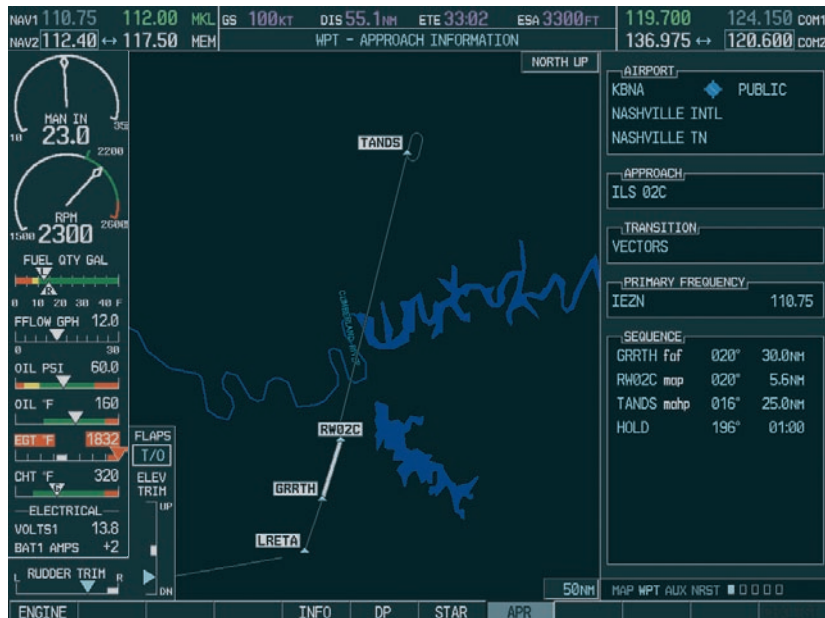 NAV1 110.75 112.00 MKL GS 100KT DIS 55.1NM ETE 33:02 ESA 3300FT 119.700 124.150 COM1
NAV2 112.40 ↔ 117.50 MEM WPT - APPROACH INFORMATION 136.975 ↔ 120.600 COM2
NORTH UP
MAN IN
23.0
10 35
2200
RPM
2300
1500 2600
FUEL QTY GAL
L
R
0 10 20 30 40 F
FFLOW GPH 12.0
0 30
OIL PSI 60.0
OIL °F 160
EGT °F 1832
CHT °F 320
6
ELECTRICAL
VOLTS1 13.8
BAT1 AMPS +2
L RUDDER TRIM R
FLAPS
T/O
ELEV
TRIM
UP
DN
TANDS
CUMBERLAND RIVER
RW02C
GRRTH
LRETA
50NM
AIRPORT
KBNA PUBLIC
NASHVILLE INTL
NASHVILLE TN
APPROACH
ILS 02C
TRANSITION
VECTORS
PRIMARY FREQUENCY
IEZN 110.75
SEQUENCE
GRRTH faf 020° 30.0NM
RW02C map 020° 5.6NM
TANDS mahp 016° 25.0NM
HOLD 196° 01:00
MAP WPT AUX NRST
ENGINE INFO DP STAR APR